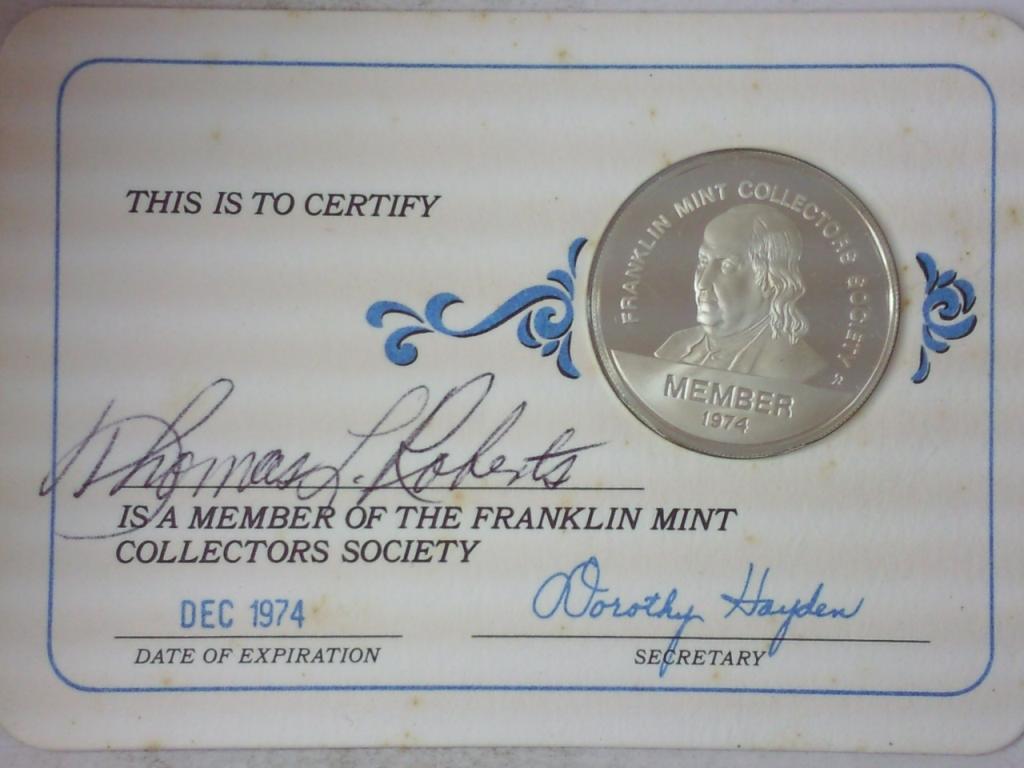 THIS IS TO CERTIFY
FRANKLIN MINT COLLECTORS SOCIETY
MEMBER
1974
Thomas L. Roberts
IS A MEMBER OF THE FRANKLIN MINT
COLLECTORS SOCIETY
DEC 1974
DATE OF EXPIRATION
Dorothy Hayden
SECRETARY